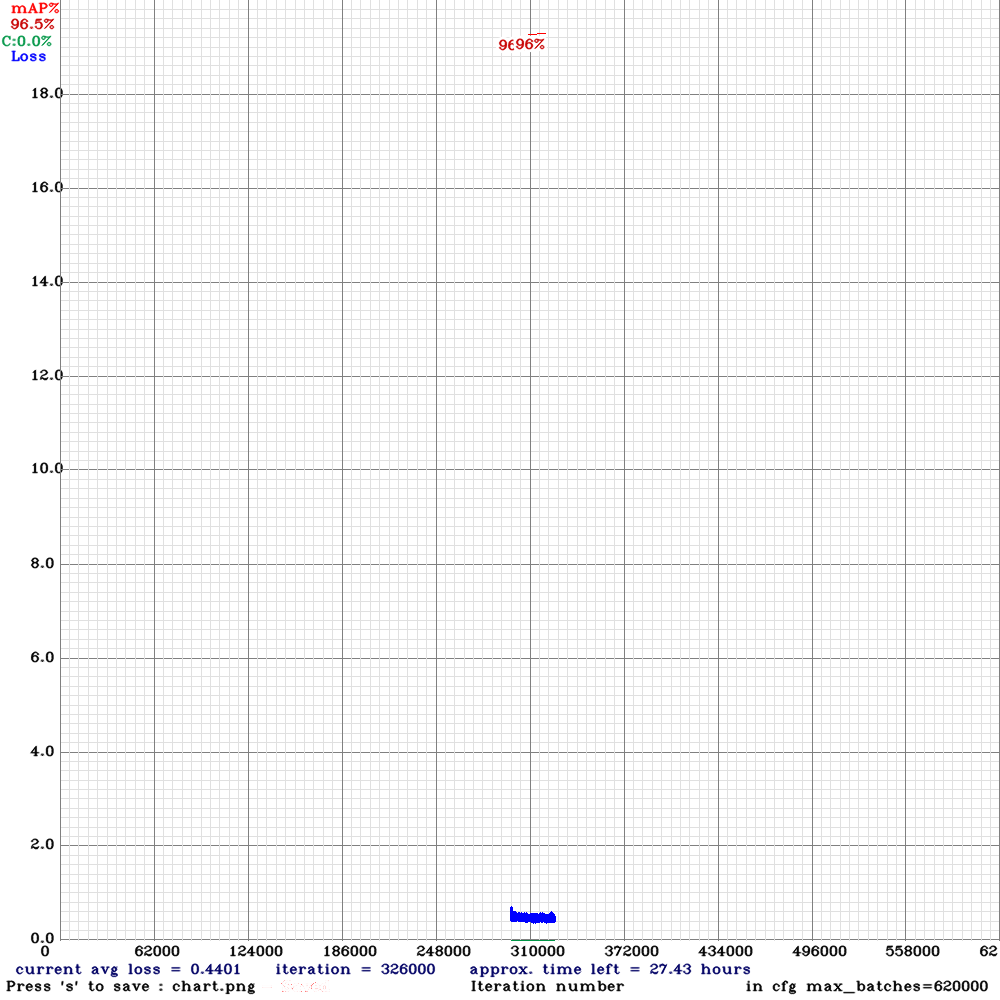 mAP%
96.5%
C:0.0%
Loss
96%
18.0
16.0
14.0
12.0
10.0
8.0
6.0
4.0
2.0
0.0
0 62000 124000 186000 248000 310000 372000 434000 496000 558000 62
current avg loss = 0.4401 iteration = 326000 approx. time left = 27.43 hours
Press 's' to save : chart.png Iteration number in cfg max_batches=620000